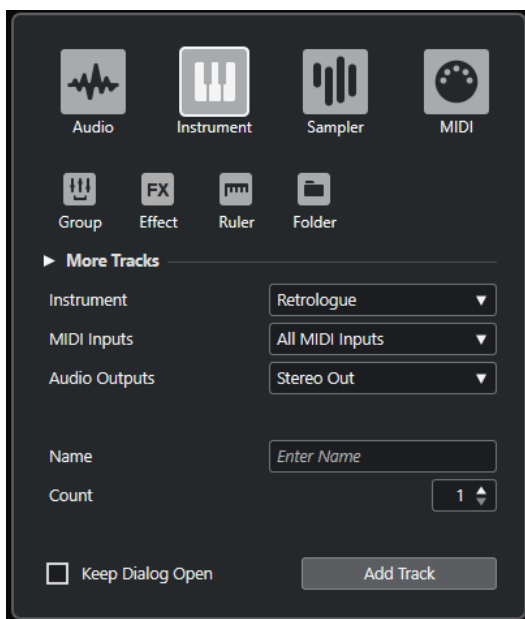 Audio Instrument Sampler MIDI
FX
Group Effect Ruler Folder
More Tracks
Instrument Retrologue
MIDI Inputs All MIDI Inputs
Audio Outputs Stereo Out
Name Enter Name
Count 1
Keep Dialog Open Add Track